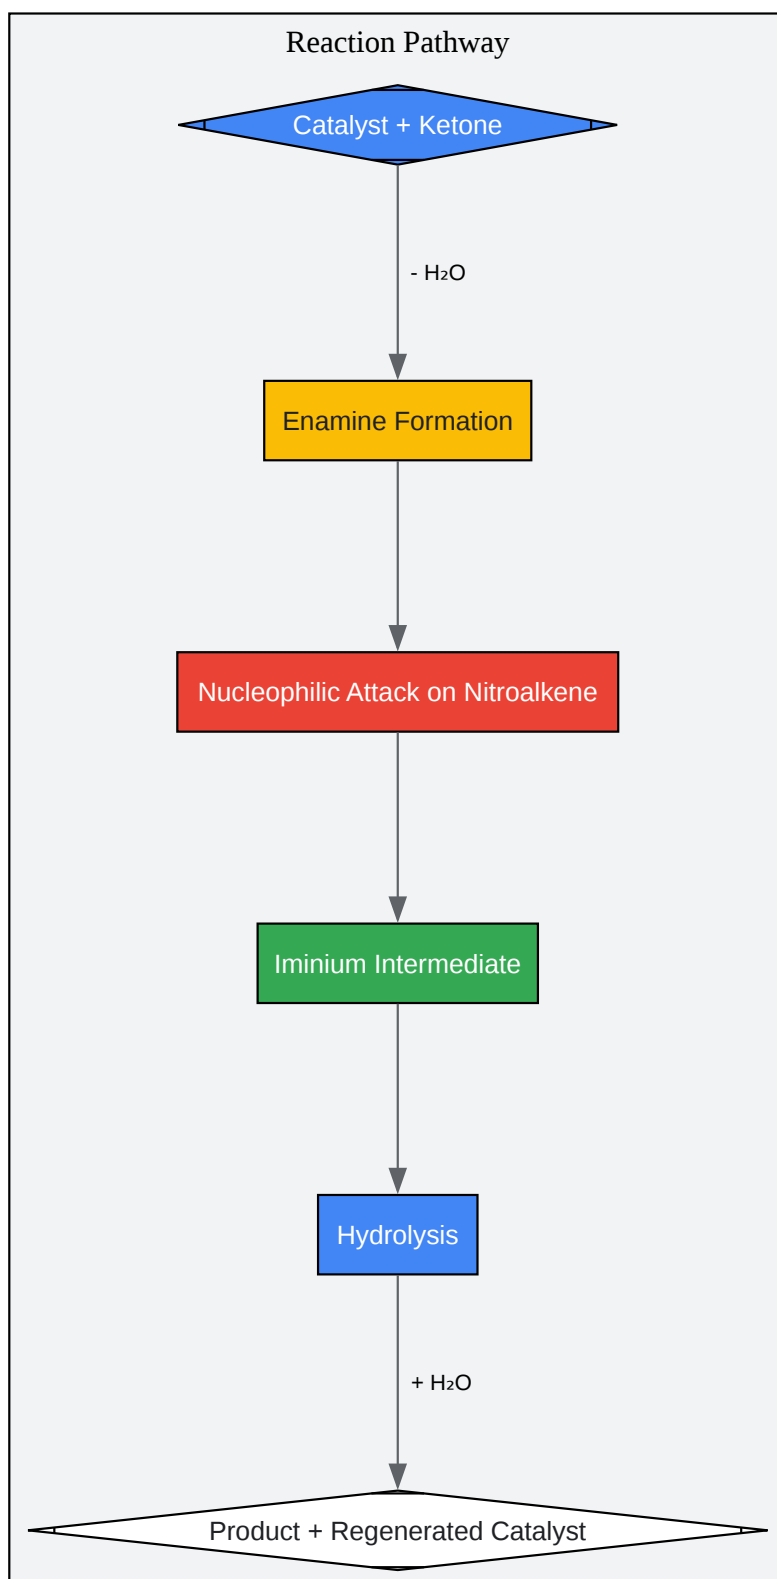 Reaction Pathway
Catalyst + Ketone
- H₂O
Enamine Formation
Nucleophilic Attack on Nitroalkene
Iminium Intermediate
Hydrolysis
+ H₂O
Product + Regenerated Catalyst